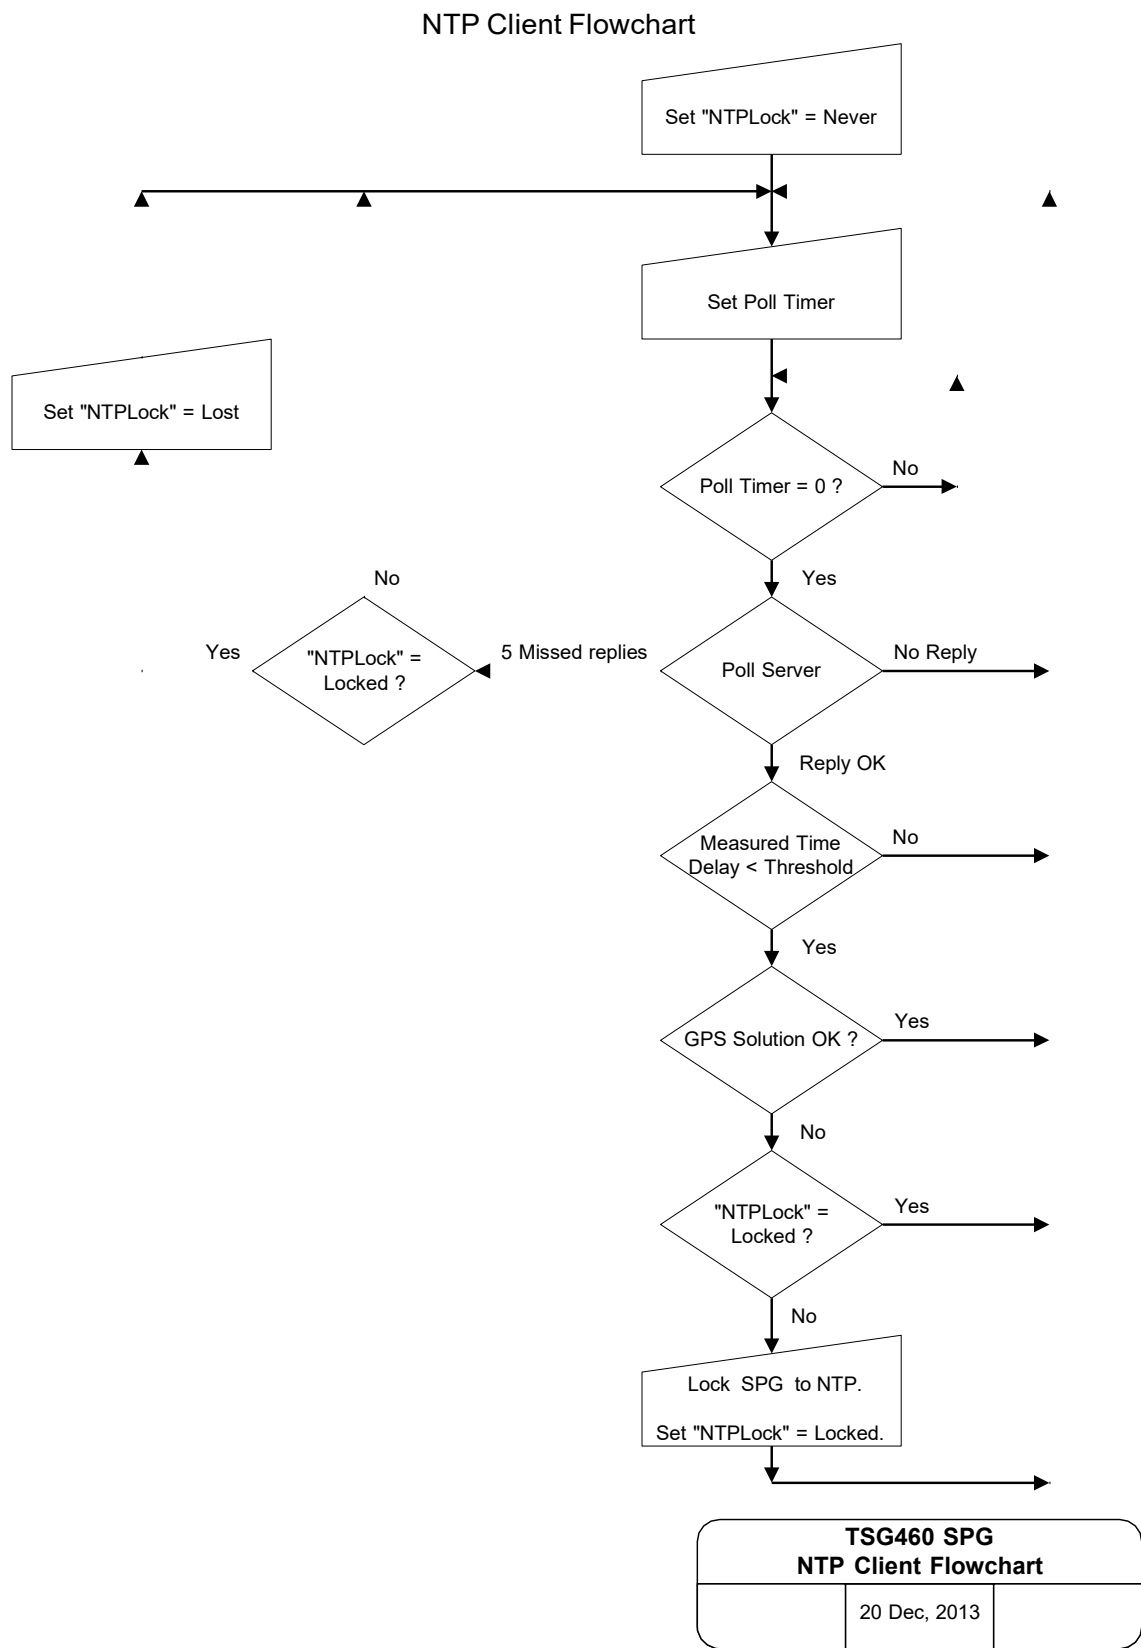 NTP Client Flowchart
Set "NTPLock" = Never
Set Poll Timer
Set "NTPLock" = Lost
Poll Timer = 0 ?
No
Yes
No
Yes
"NTPLock" =
Locked ?
5 Missed replies
Poll Server
No Reply
Reply OK
Measured Time
Delay < Threshold
No
Yes
GPS Solution OK ?
Yes
No
"NTPLock" =
Locked ?
Yes
No
Lock SPG to NTP.
Set "NTPLock" = Locked.
TSG460 SPG
NTP Client Flowchart
20 Dec, 2013